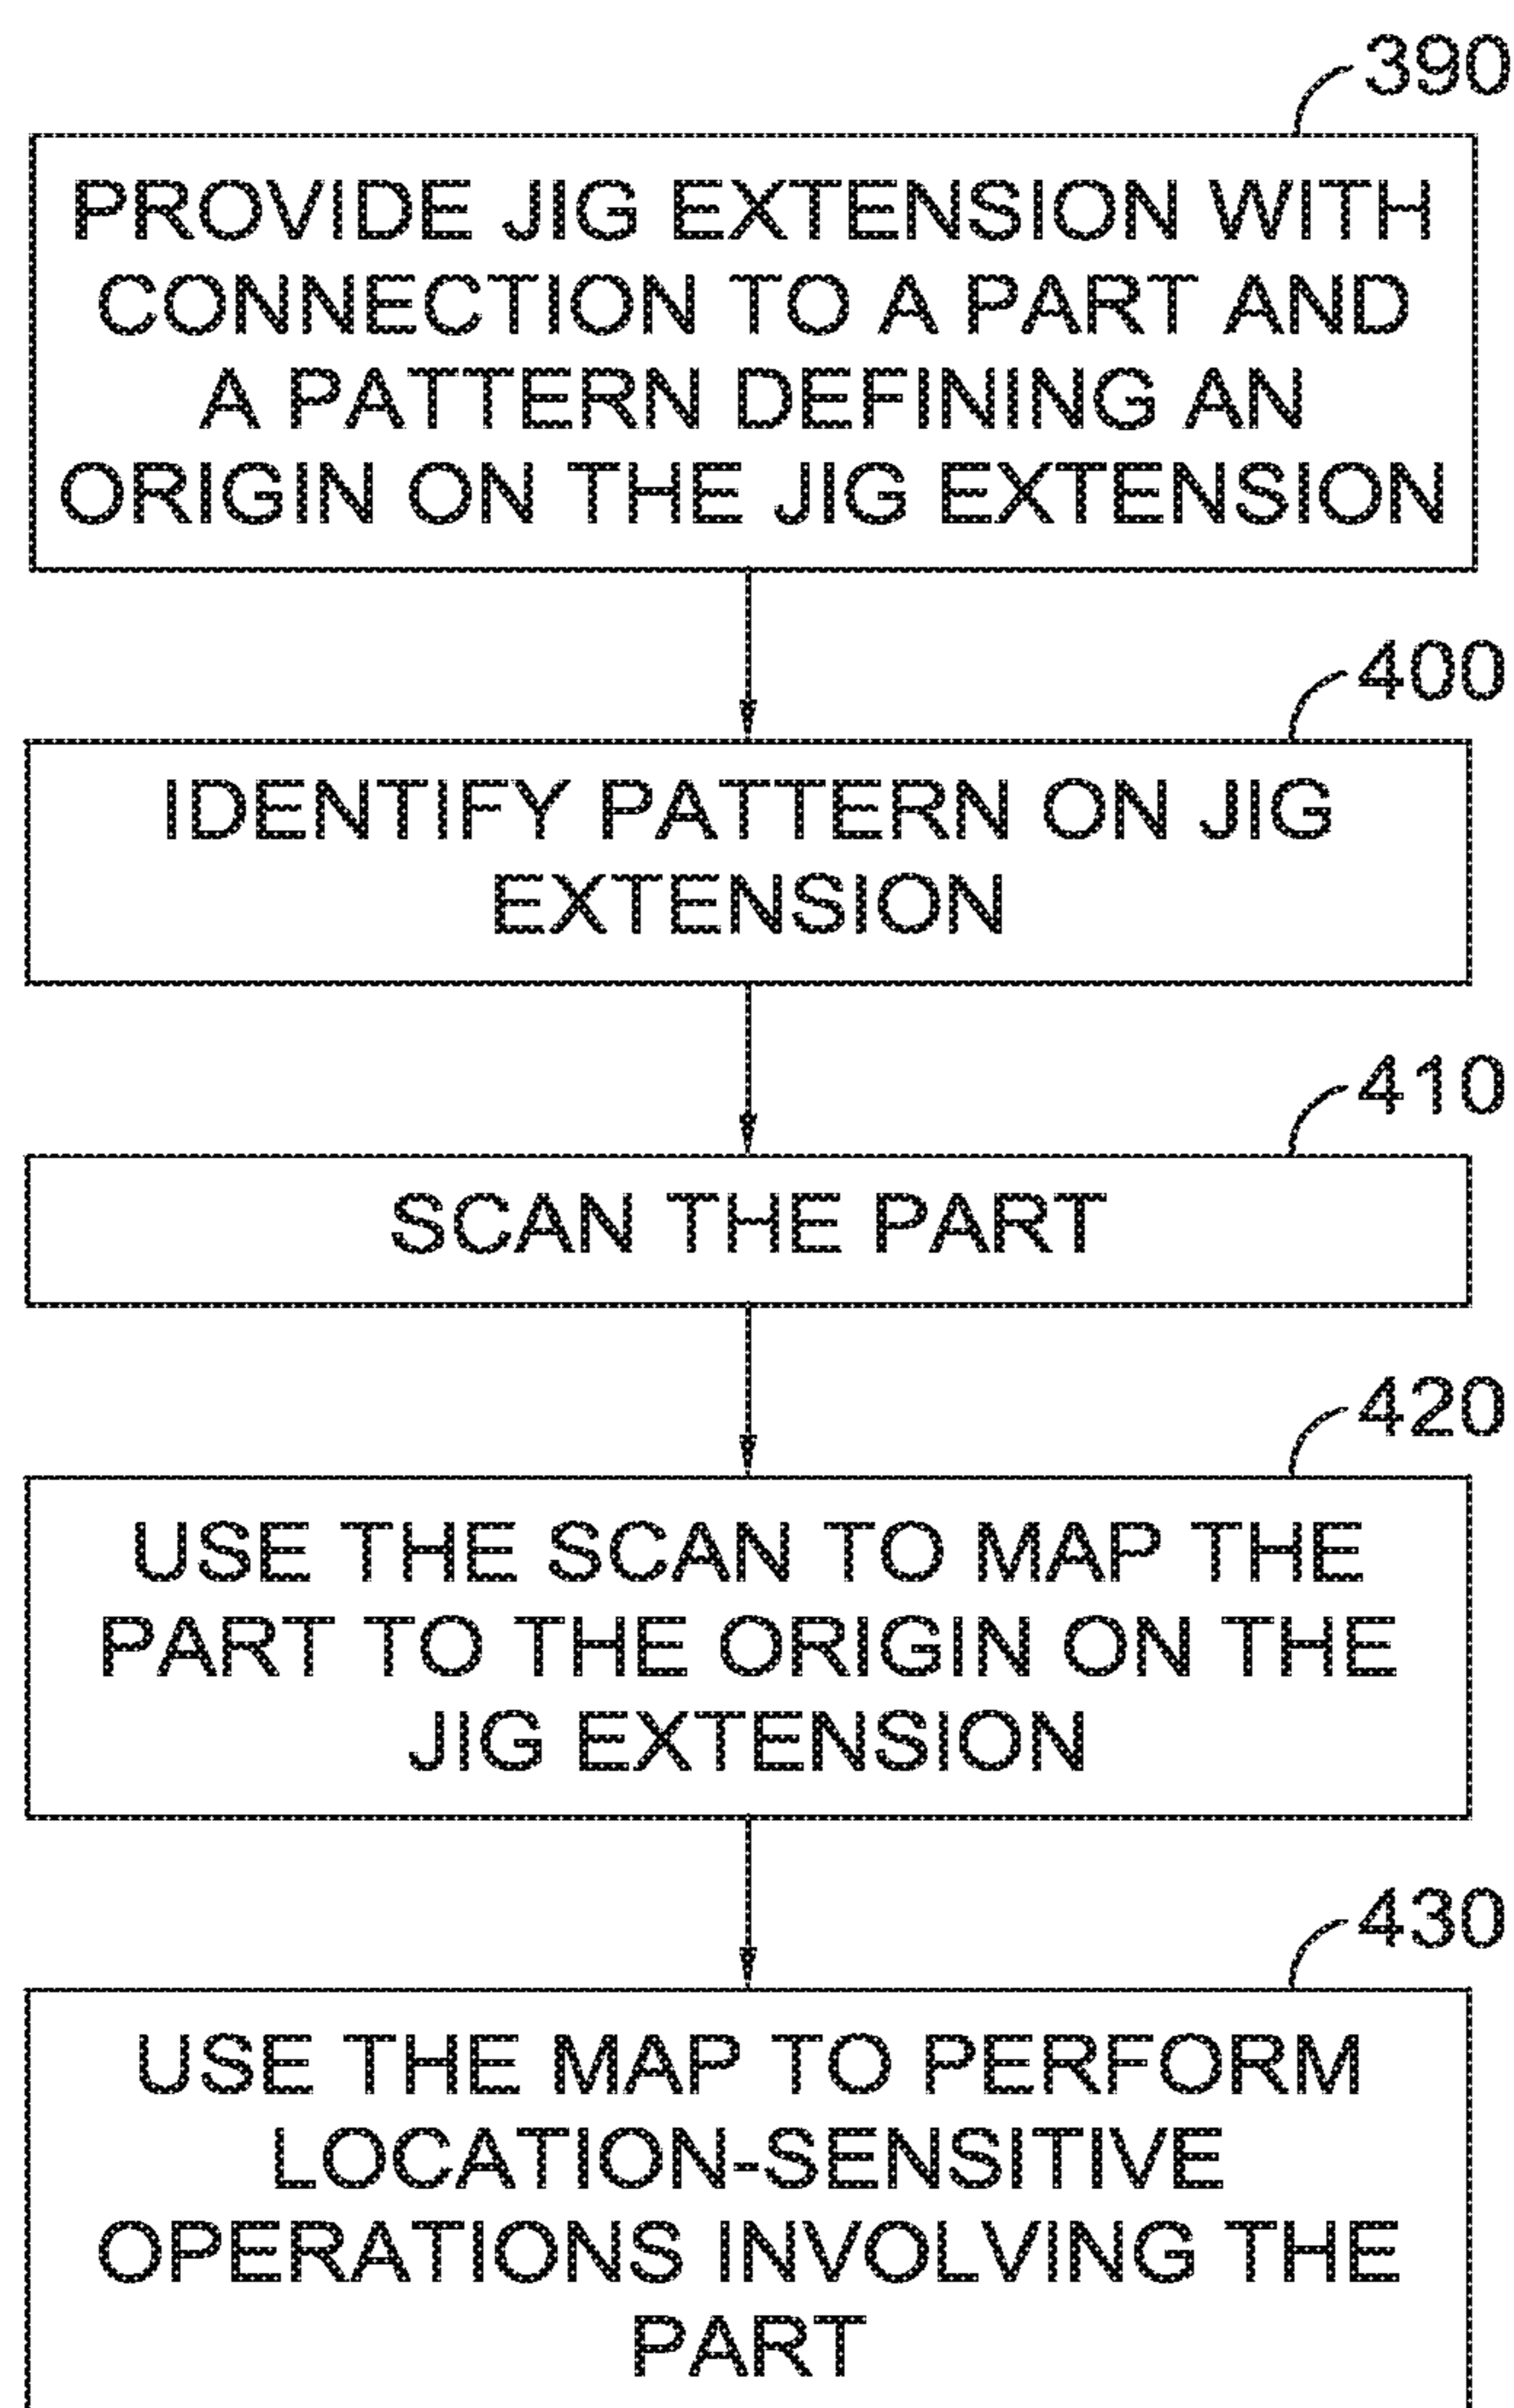 390
PROVIDE JIG EXTENSION WITH
CONNECTION TO A PART AND
A PATTERN DEFINING AN
ORIGIN ON THE JIG EXTENSION
400
IDENTIFY PATTERN ON JIG
EXTENSION
410
SCAN THE PART
420
USE THE SCAN TO MAP THE
PART TO THE ORIGIN ON THE
JIG EXTENSION
430
USE THE MAP TO PERFORM
LOCATION-SENSITIVE
OPERATIONS INVOLVING THE
PART